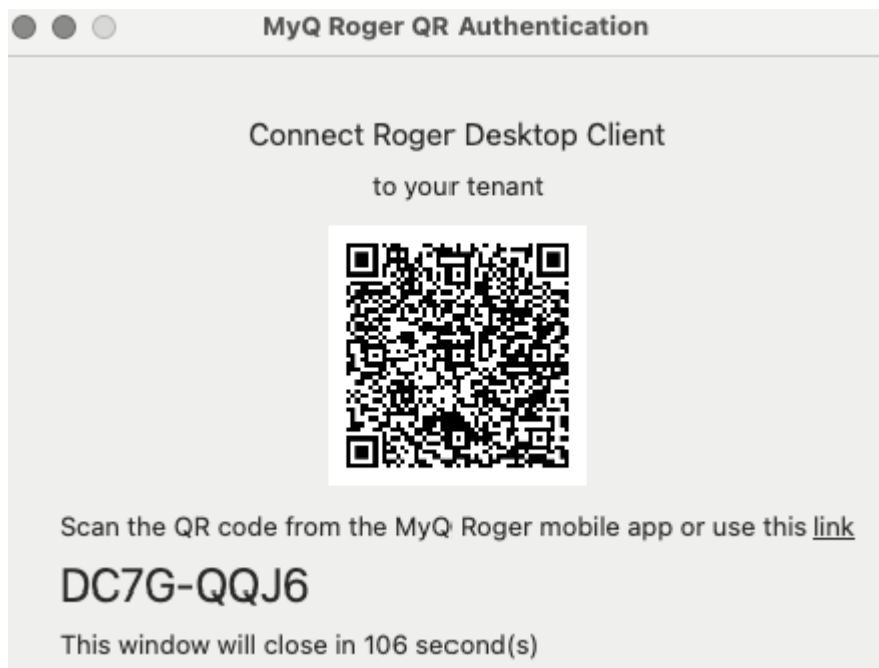 MyQ Roger QR Authentication
Connect Roger Desktop Client
to your tenant
Scan the QR code from the MyQ Roger mobile app or use this link
DC7G-QQJ6
This window will close in 106 second(s)